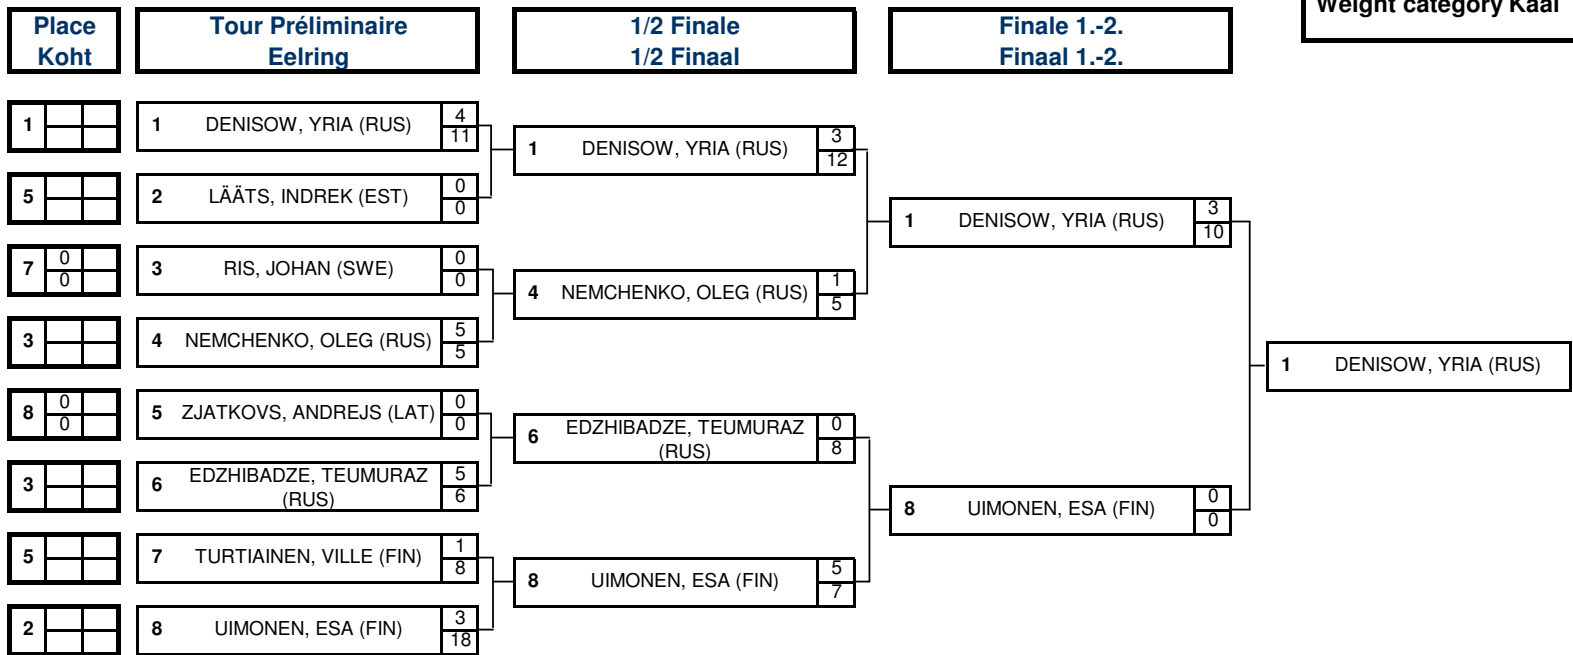 Weight category Kaal
Place
Koht
Tour Préliminaire
Eelring
1/2 Finale
1/2 Finaal
Finale 1.-2.
Finaal 1.-2.
1
1 DENISOW, YRIA (RUS) 4
11
5
2 LÄÄTS, INDREK (EST) 0
0
7 0
0
3 RIS, JOHAN (SWE) 0
0
3
4 NEMCHENKO, OLEG (RUS) 5
5
8 0
0
5 ZJATKOVS, ANDREJS (LAT) 0
0
3
6 EDZHIBADZE, TEUMURAZ
(RUS)
5
6
5
7 TURTIAINEN, VILLE (FIN) 1
8
2
8 UIMONEN, ESA (FIN) 3
18
1 DENISOW, YRIA (RUS) 3
12
4 NEMCHENKO, OLEG (RUS) 1
5
6 EDZHIBADZE, TEUMURAZ
(RUS)
0
8
8 UIMONEN, ESA (FIN) 5
7
1 DENISOW, YRIA (RUS) 3
10
8 UIMONEN, ESA (FIN) 0
0
1 DENISOW, YRIA (RUS)